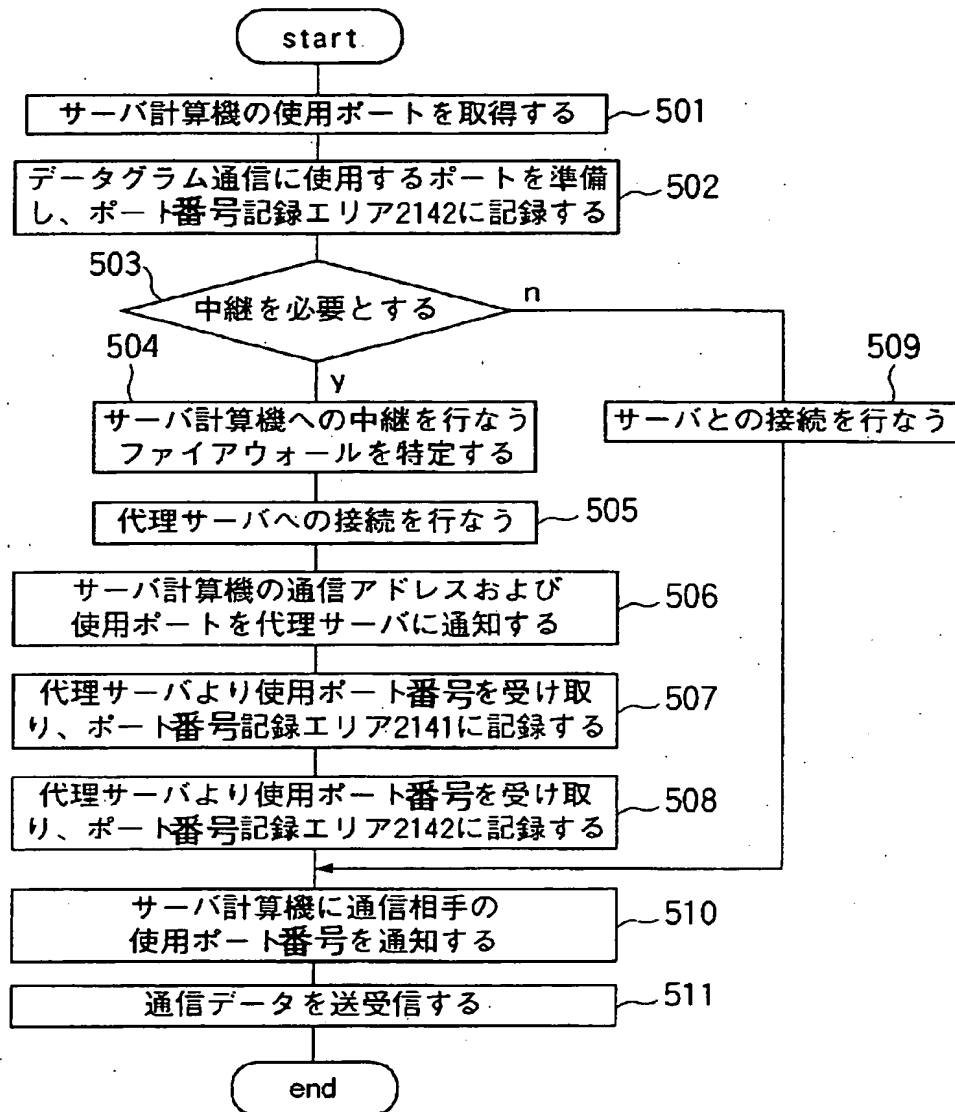 start
サーバ計算機の使用ポートを取得する
501
データグラム通信に使用するポートを準備
し、ポート番号記録エリア2142に記録する
502
503
中継を必要とする
n
504
y
509
サーバ計算機への中継を行なう
ファイアウォールを特定する
サーバとの接続を行なう
代理サーバへの接続を行なう
505
サーバ計算機の通信アドレスおよび
使用ポートを代理サーバに通知する
506
代理サーバより使用ポート番号を受け取
り、ポート番号記録エリア2141に記録する
507
代理サーバより使用ポート番号を受け取
り、ポート番号記録エリア2142に記録する
508
サーバ計算機に通信相手の
使用ポート番号を通知する
510
通信データを送受信する
511
end